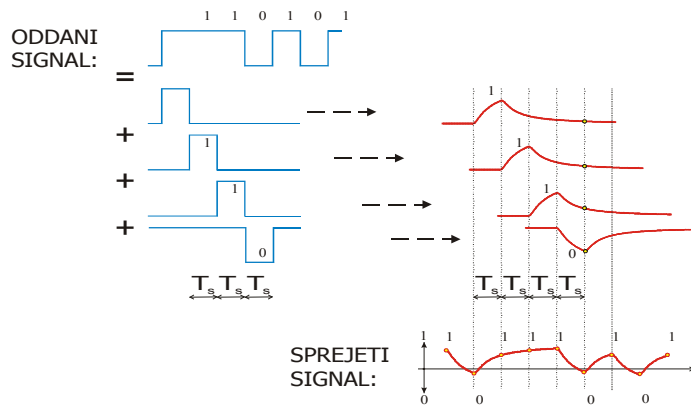 1 1 0 1 0 1
ODDANI
SIGNAL:
=
1
+
1
1
+
1
1
+
0
0
Ts Ts Ts
Ts Ts Ts Ts
SPREJETI
SIGNAL:
1 1 1 1 1 1 1
0 0 0 0